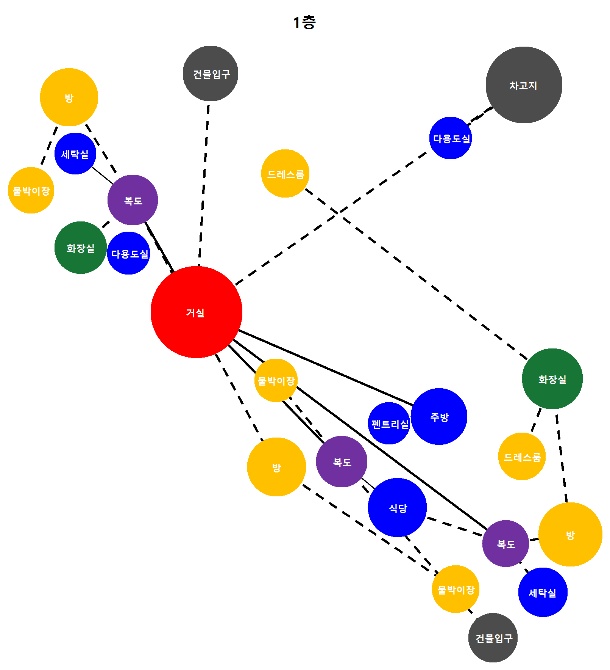 1층
건물입구
차고지
방
다용도실
세탁실
드레스룸
붙박이장
복도
화장실
다용도실
거실
붙박이장
화장실
펜트리실
주방
방
복도
드레스룸
식당
복도
방
붙박이장
세탁실
건물입구